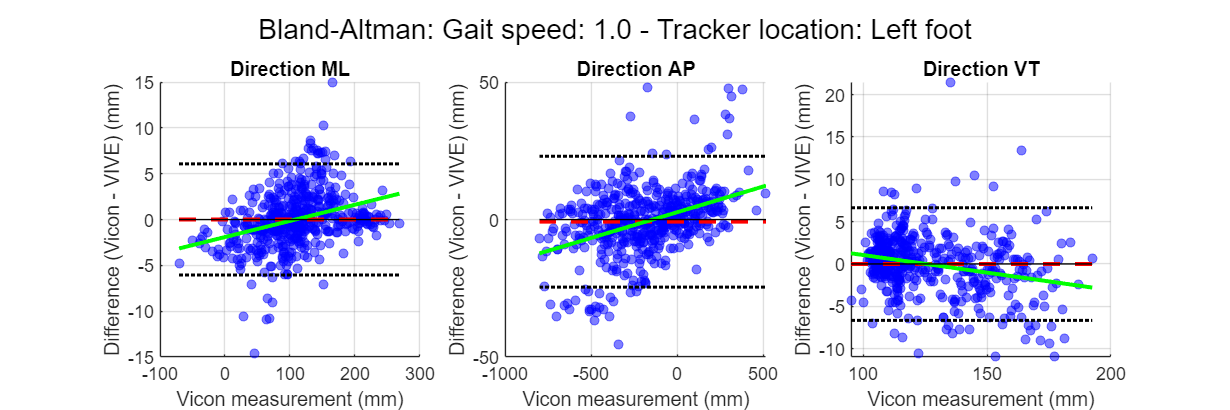 Bland-Altman: Gait speed: 1.0 - Tracker location: Left foot
Direction ML
Difference (Vicon - VIVE) (mm)
15
10
5
0
-5
-10
-15
-100
0
100
200
300
Vicon measurement (mm)
Direction AP
Difference (Vicon - VIVE) (mm)
50
0
-50
-1000
-500
0
500
Vicon measurement (mm)
Direction VT
Difference (Vicon - VIVE) (mm)
20
15
10
5
0
-5
-10
100
150
200
Vicon measurement (mm)